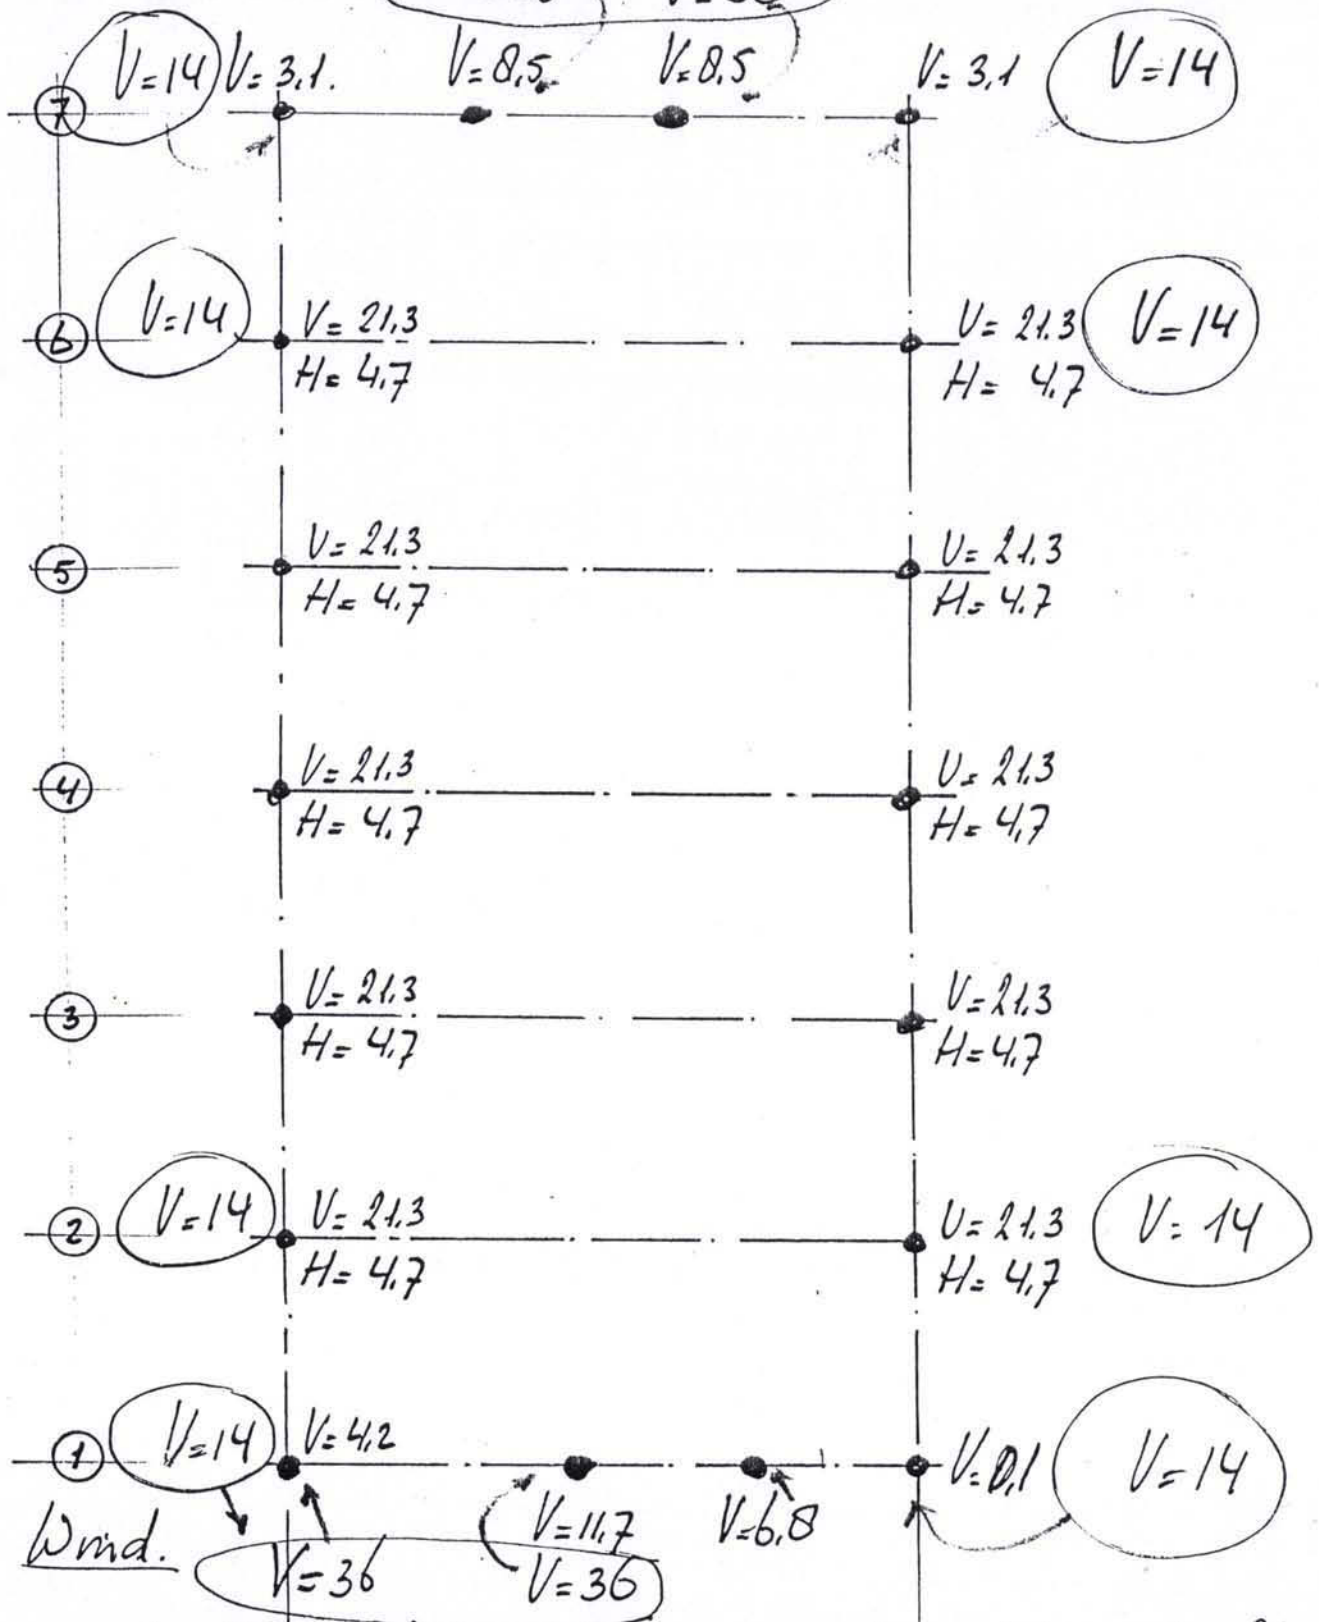 V=14 V=3,1. V=8,5 V=8,5 V=3,1 V=14
7
V=14 V=21,3 V=21,3 V=14
6
H=4,7 H=4,7
V=21,3 V=21,3
5
H=4,7 H=4,7
V=21,3 V=21,3
4
H=4,7 H=4,7
V=21,3 V=21,3
3
H=4,7 H=4,7
V=14 V=21,3 V=21,3 V=14
2
H=4,7 H=4,7
V=14 V=4,2
1 V=0,1 V=14
Wind. V=11,7 V=6,8
V=36 V=36